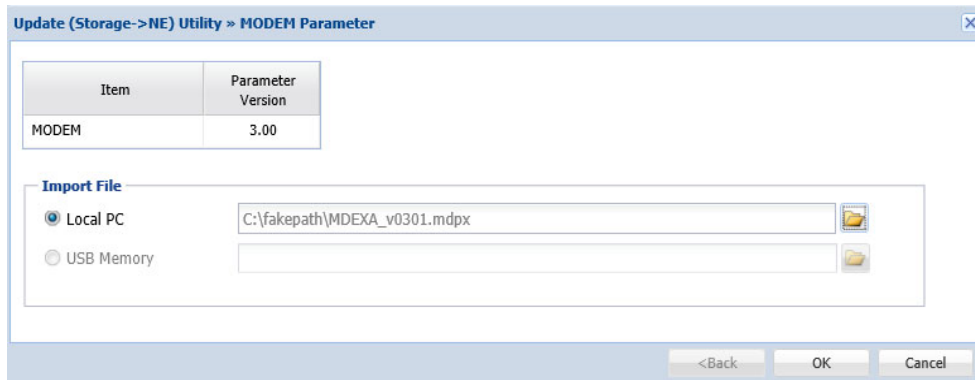 Update (Storage->NE) Utility » MODEM Parameter
Item
Parameter
Version
MODEM
3.00
Import File
Local PC
C:\fakepath\MDEXA_v0301.mdpx
USB Memory
<Back
OK
Cancel